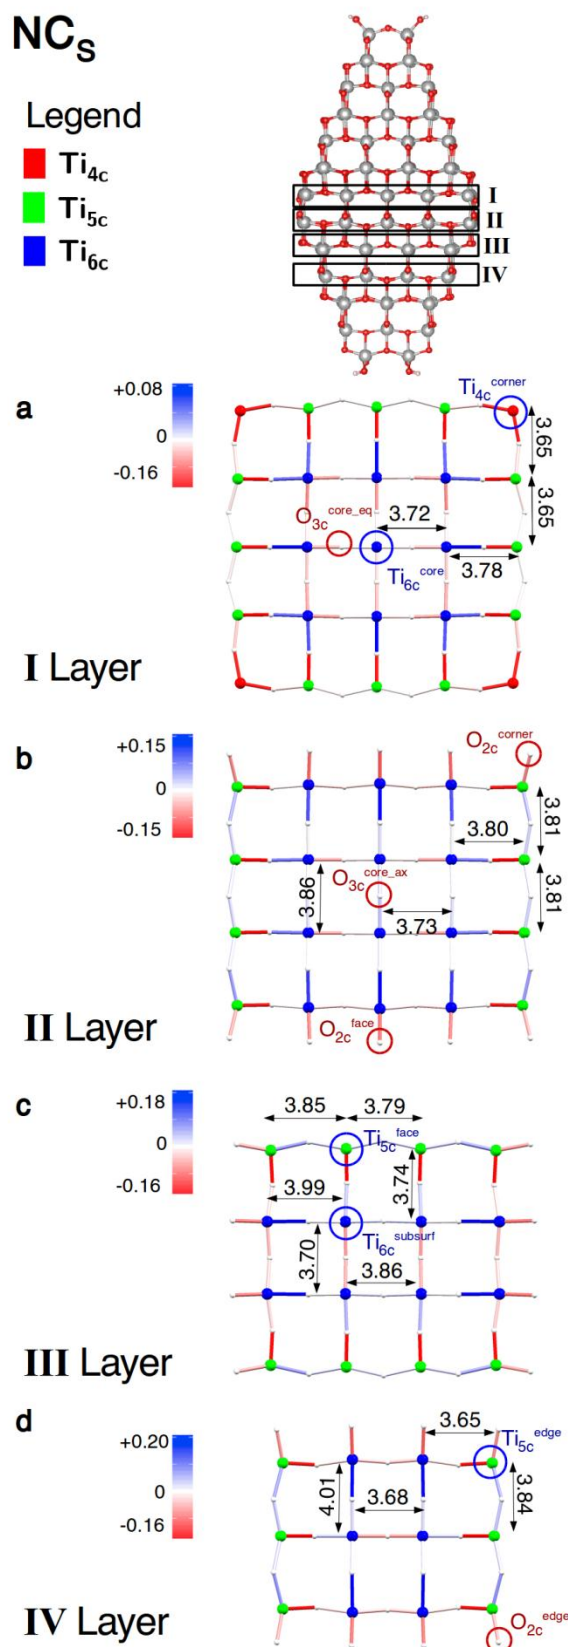 NCS
Legend
Ti4c
Ti5c
Ti6c
I
II
III
IV
a
+0.08
0
-0.16
Ti4c corner
3.65
3.65
O3c core_eq
3.72
Ti6c core
3.78
I Layer
b
+0.15
0
-0.15
O2c corner
3.81
3.80
O3c core_ax
3.86
3.81
3.73
O2c face
II Layer
c
+0.18
0
-0.16
3.85
3.79
Ti5c face
3.74
3.99
Ti6c subsurf
3.70
3.86
III Layer
d
+0.20
0
-0.16
3.65
Ti5c edge
4.01
3.68
3.84
O2c edge
IV Layer